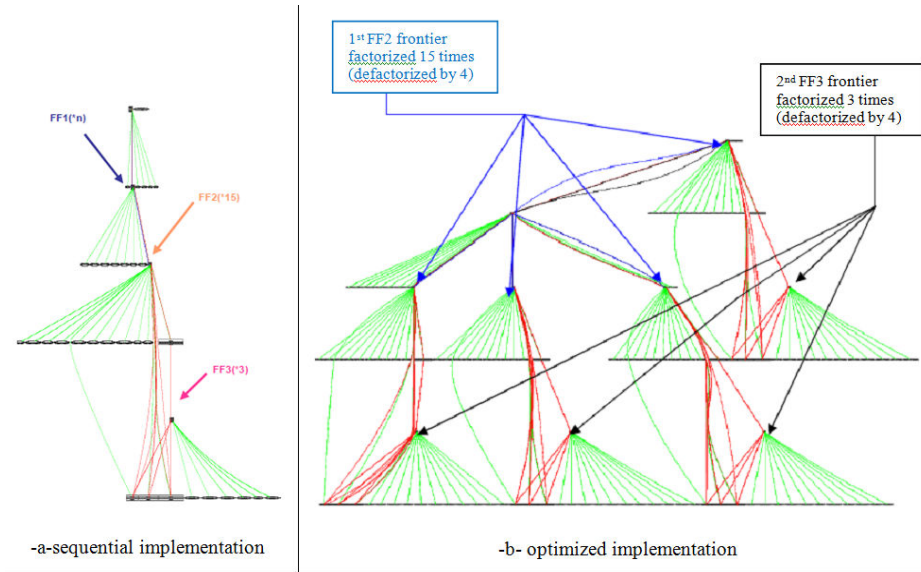 1st FF2 frontier
factorized 15 times
(defactorized by 4)
2nd FF3 frontier
factorized 3 times
(defactorized by 4)
FF1(*n)
FF2(*15)
FF3(*3)
-a-sequential implementation
-b- optimized implementation